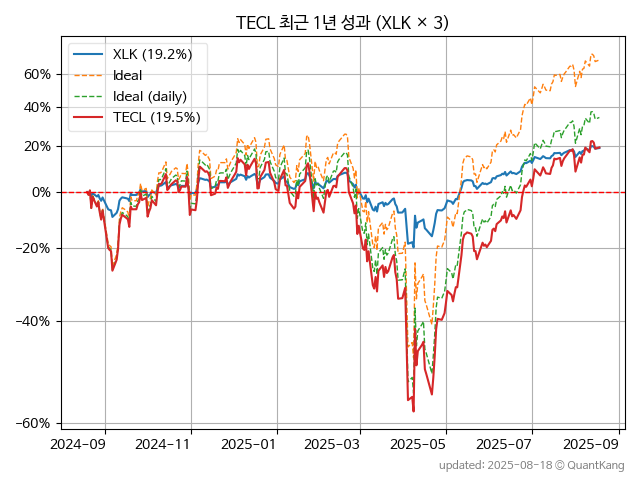 TECL 최근 1년 성과 (XLK × 3)
XLK (19.2%)
Ideal
Ideal (daily)
TECL (19.5%)
60%
40%
20%
0%
−20%
−40%
−60%
2024-09 2024-11 2025-01 2025-03 2025-05 2025-07 2025-09
updated: 2025-08-18 © QuantKang